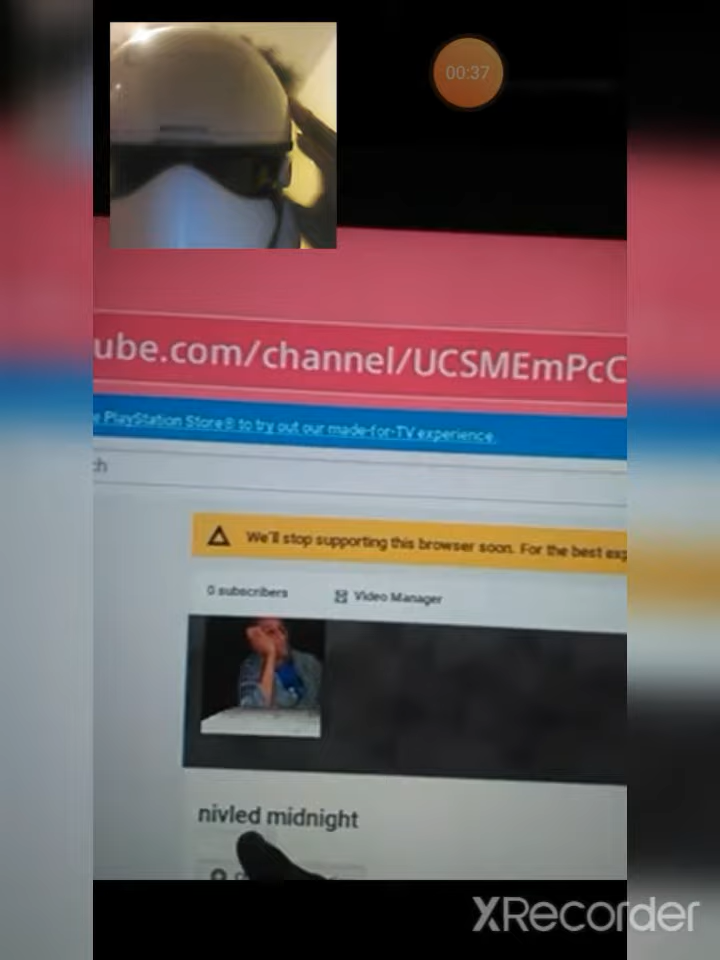 00:37
ube.com/channel/UCSMEmPcC
PlayStation Store® to try out our made-for-TV experience.
ch
We'll stop supporting this browser soon. For the best exp
0 subscribers
Video Manager
nivled midnight
XRecorder